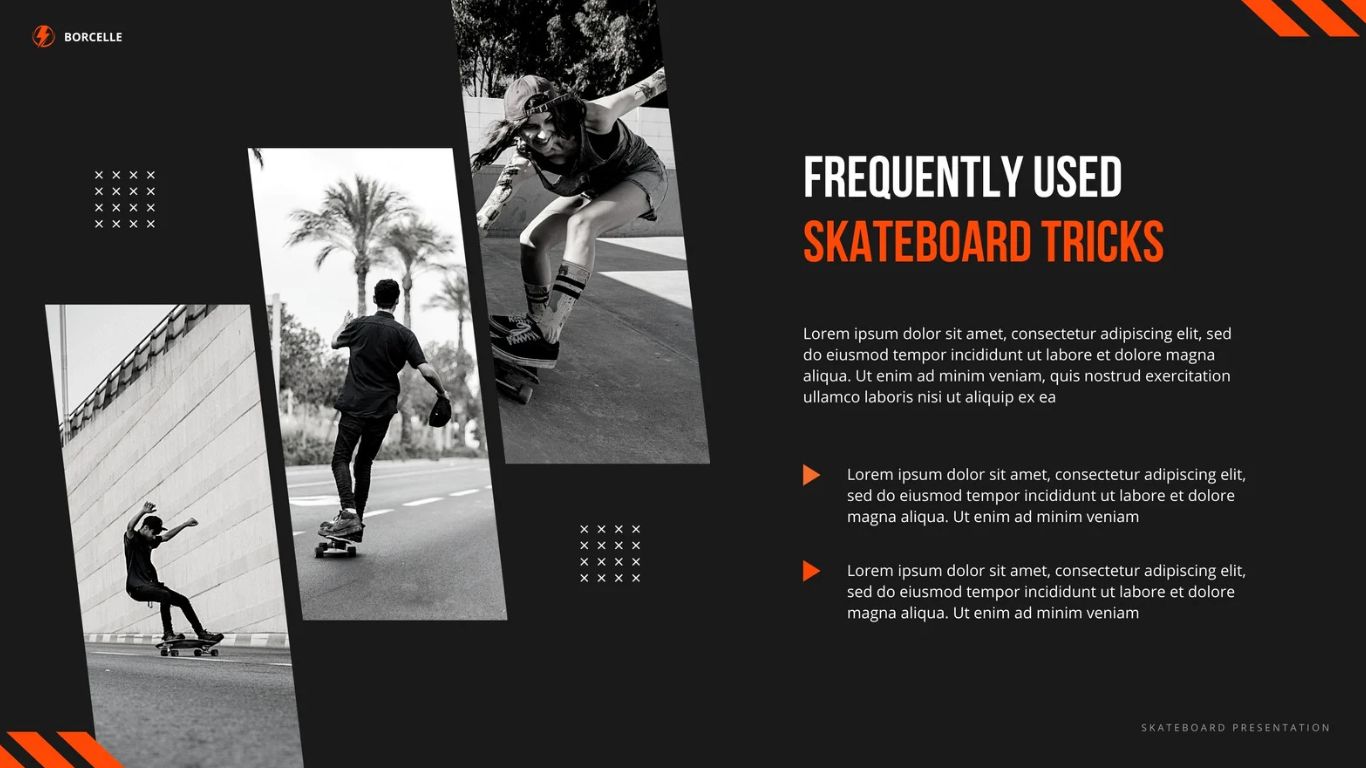 BORCELLE
FREQUENTLY USED
SKATEBOARD TRICKS
Lorem ipsum dolor sit amet, consectetur adipiscing elit, sed
do eiusmod tempor incididunt ut labore et dolore magna
aliqua. Ut enim ad minim veniam, quis nostrud exercitation
ullamco laboris nisi ut aliquip ex ea
Lorem ipsum dolor sit amet, consectetur adipiscing elit,
sed do eiusmod tempor incididunt ut labore et dolore
magna aliqua. Ut enim ad minim veniam
Lorem ipsum dolor sit amet, consectetur adipiscing elit,
sed do eiusmod tempor incididunt ut labore et dolore
magna aliqua. Ut enim ad minim veniam
SKATEBOARD PRESENTATION